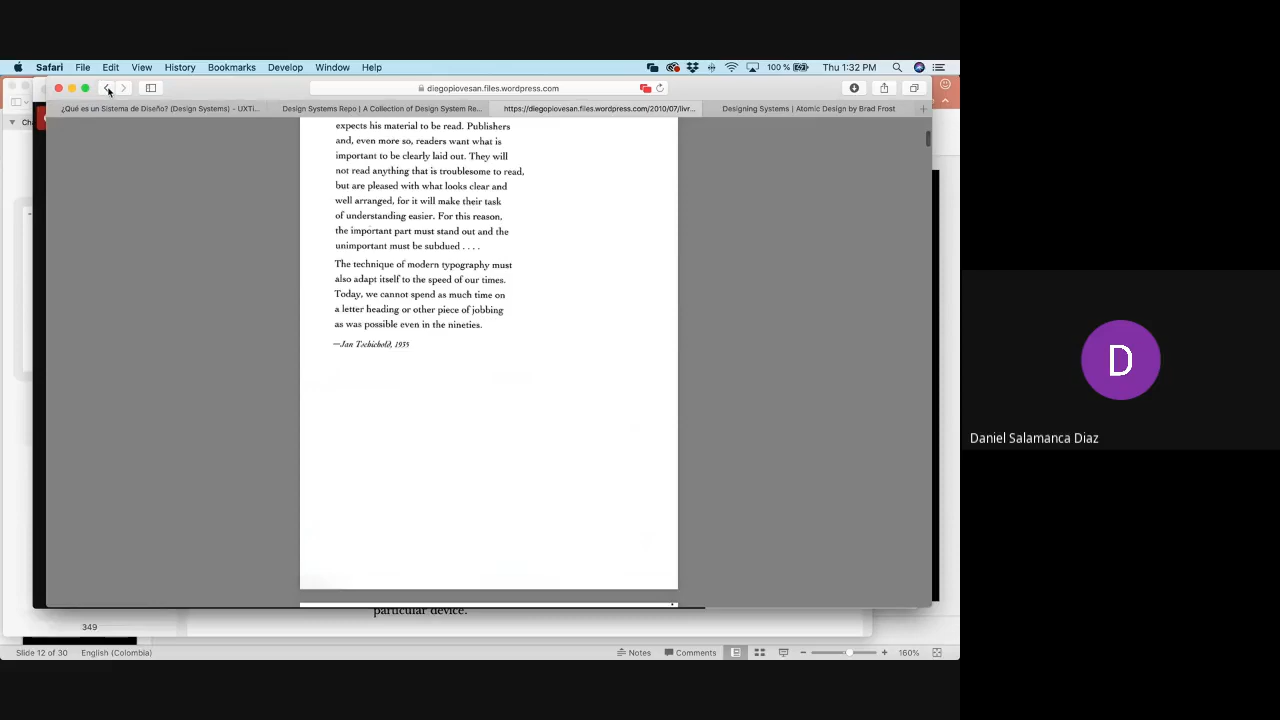 Safari File Edit View History Bookmarks Develop Window Help 100 % Thu 1:32 PM
diegopiovesan.files.wordpress.com
¿Qué es un Sistema de Diseño? (Design Systems) - UXTi... Design Systems Repo | A Collection of Design System Re... https://diegopiovesan.files.wordpress.com/2010/07/livr... Designing Systems | Atomic Design by Brad Frost
expects his material to be read. Publishers
and, even more so, readers want what is
important to be clearly laid out. They will
not read anything that is troublesome to read,
but are pleased with what looks clear and
well arranged, for it will make their task
of understanding easier. For this reason,
the important part must stand out and the
unimportant must be subdued . . . .
The technique of modern typography must
also adapt itself to the speed of our times.
Today, we cannot spend as much time on
a letter heading or other piece of jobbing
as was possible even in the nineties.
—Jan Tschichold, 1935
D
Daniel Salamanca Diaz
particular device.
349
Slide 12 of 30 English (Colombia) Notes Comments 160%